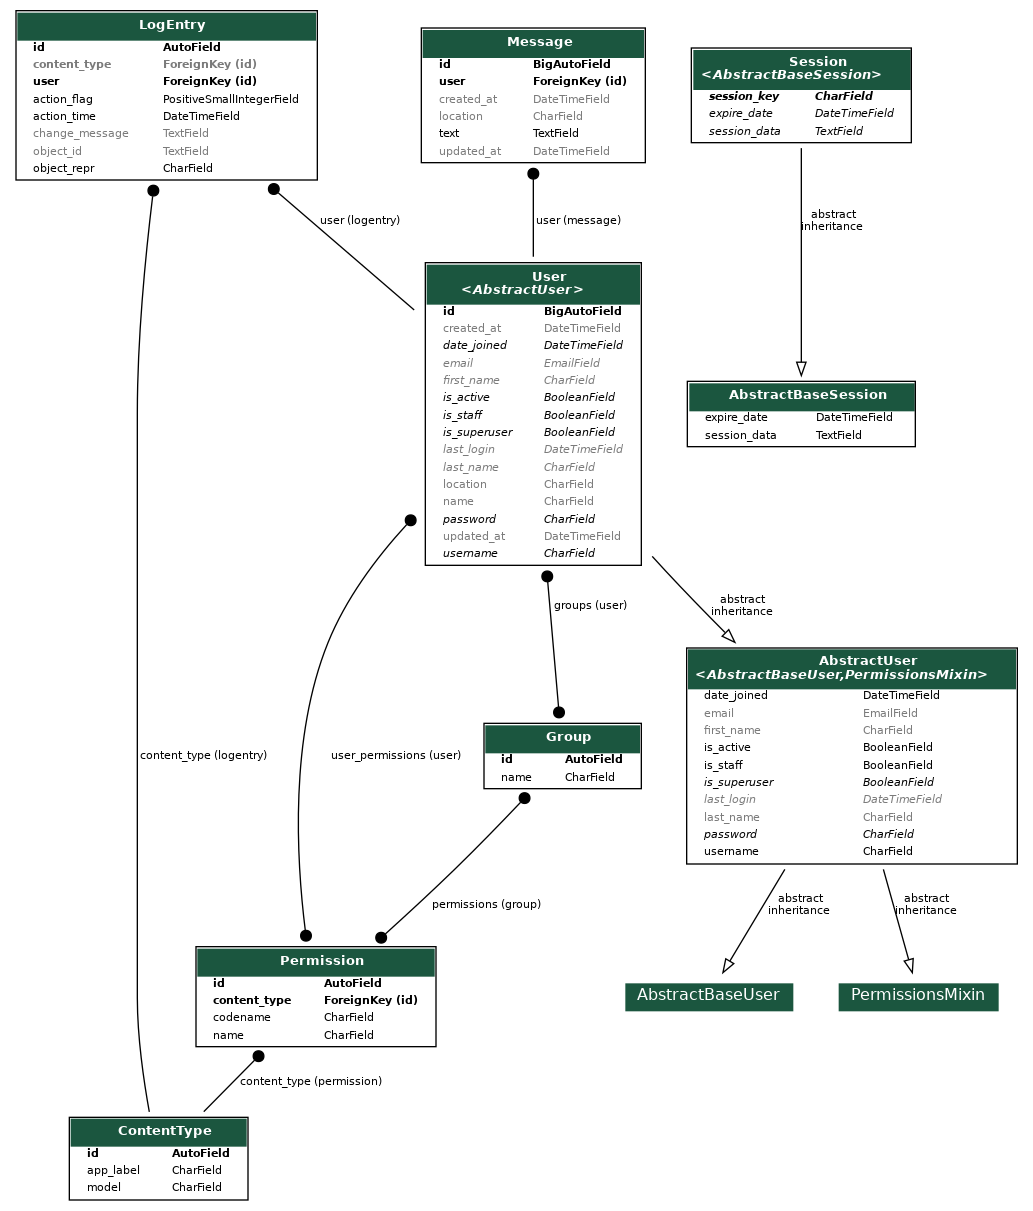 LogEntry
id AutoField
content_type ForeignKey (id)
user ForeignKey (id)
action_flag PositiveSmallIntegerField
action_time DateTimeField
change_message TextField
object_id TextField
object_repr CharField
Message
id BigAutoField
user ForeignKey (id)
created_at DateTimeField
location CharField
text TextField
updated_at DateTimeField
Session
<AbstractBaseSession>
session_key CharField
expire_date DateTimeField
session_data TextField
user (logentry)
user (message)
abstract
inheritance
User
<AbstractUser>
id BigAutoField
created_at DateTimeField
date_joined DateTimeField
email EmailField
first_name CharField
is_active BooleanField
is_staff BooleanField
is_superuser BooleanField
last_login DateTimeField
last_name CharField
location CharField
name CharField
password CharField
updated_at DateTimeField
username CharField
AbstractBaseSession
expire_date DateTimeField
session_data TextField
groups (user)
abstract
inheritance
AbstractUser
<AbstractBaseUser,PermissionsMixin>
date_joined DateTimeField
email EmailField
first_name CharField
is_active BooleanField
is_staff BooleanField
is_superuser BooleanField
last_login DateTimeField
last_name CharField
password CharField
username CharField
content_type (logentry)
user_permissions (user)
Group
id AutoField
name CharField
permissions (group)
abstract
inheritance
abstract
inheritance
Permission
id AutoField
content_type ForeignKey (id)
codename CharField
name CharField
AbstractBaseUser
PermissionsMixin
content_type (permission)
ContentType
id AutoField
app_label CharField
model CharField